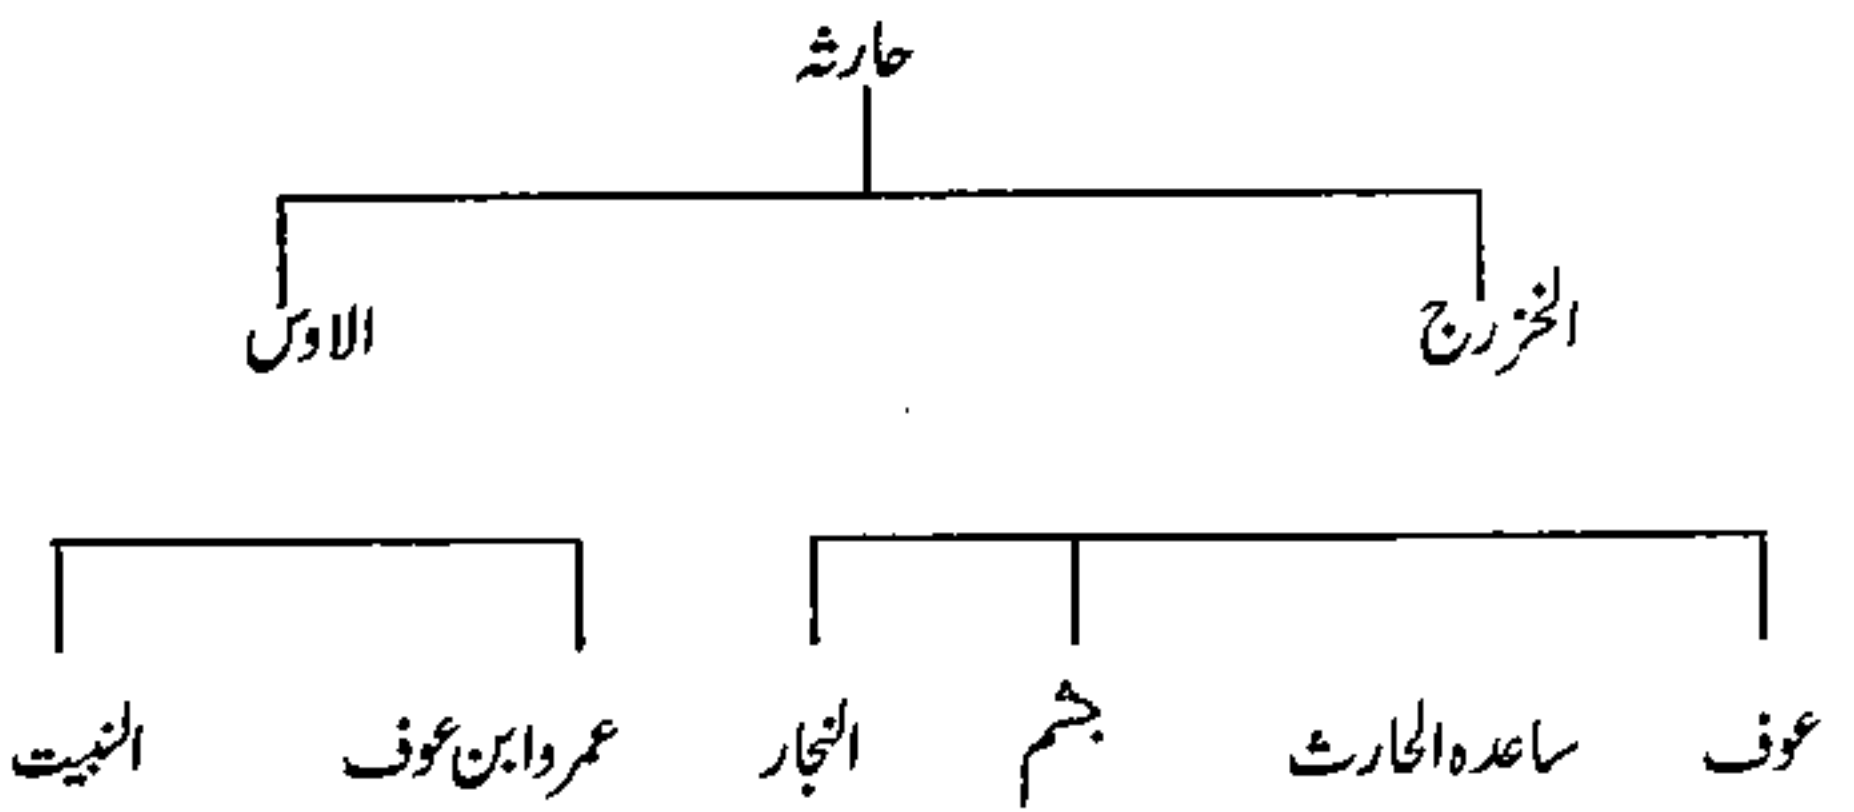 حارثہ
الخزرج الاوس
عوف ساعدہ الحارث جشم النجار عمرو ابن عوف النبیت